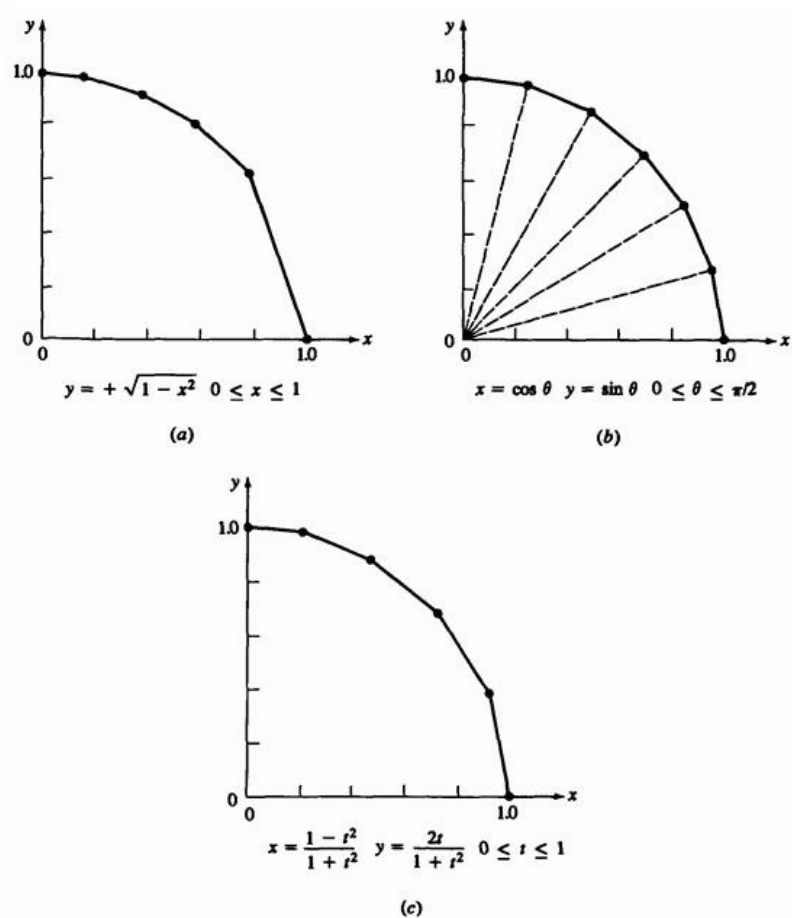 y
1.0
0
0
1.0
x
y = + √1 − x² 0 ≤ x ≤ 1
(a)
y
1.0
0
0
1.0
x
x = cos θ y = sin θ 0 ≤ θ ≤ π/2
(b)
y
1.0
0
0
1.0
x
x = (1 − t²)/(1 + t²) y = 2t/(1 + t²) 0 ≤ t ≤ 1
(c)